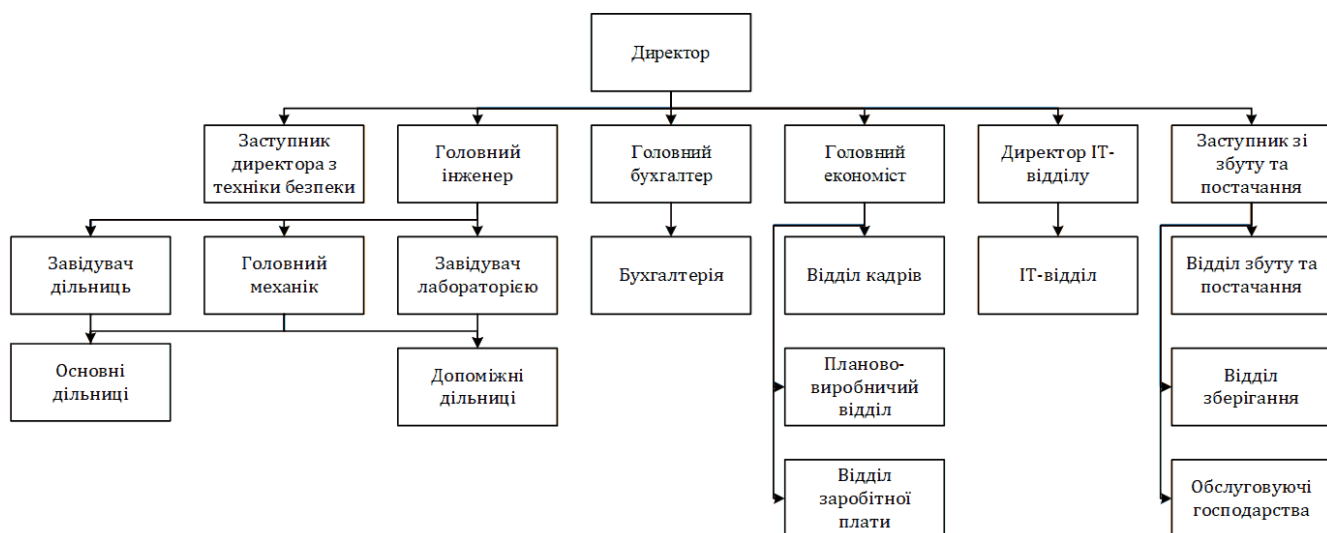 Директор
Заступник
директора з
техніки безпеки
Головний
інженер
Головний
бухгалтер
Головний
економіст
Директор ІТ-
відділу
Заступник зі
збуту та
постачання
Завідувач
дільниць
Головний
механік
Завідувач
лабораторією
Бухгалтерія
Відділ кадрів
ІТ-відділ
Відділ збуту та
постачання
Основні
дільниці
Допоміжні
дільниці
Планово-
виробничий
відділ
Відділ
зберігання
Відділ
заробітної
плати
Обслуговуючі
господарства